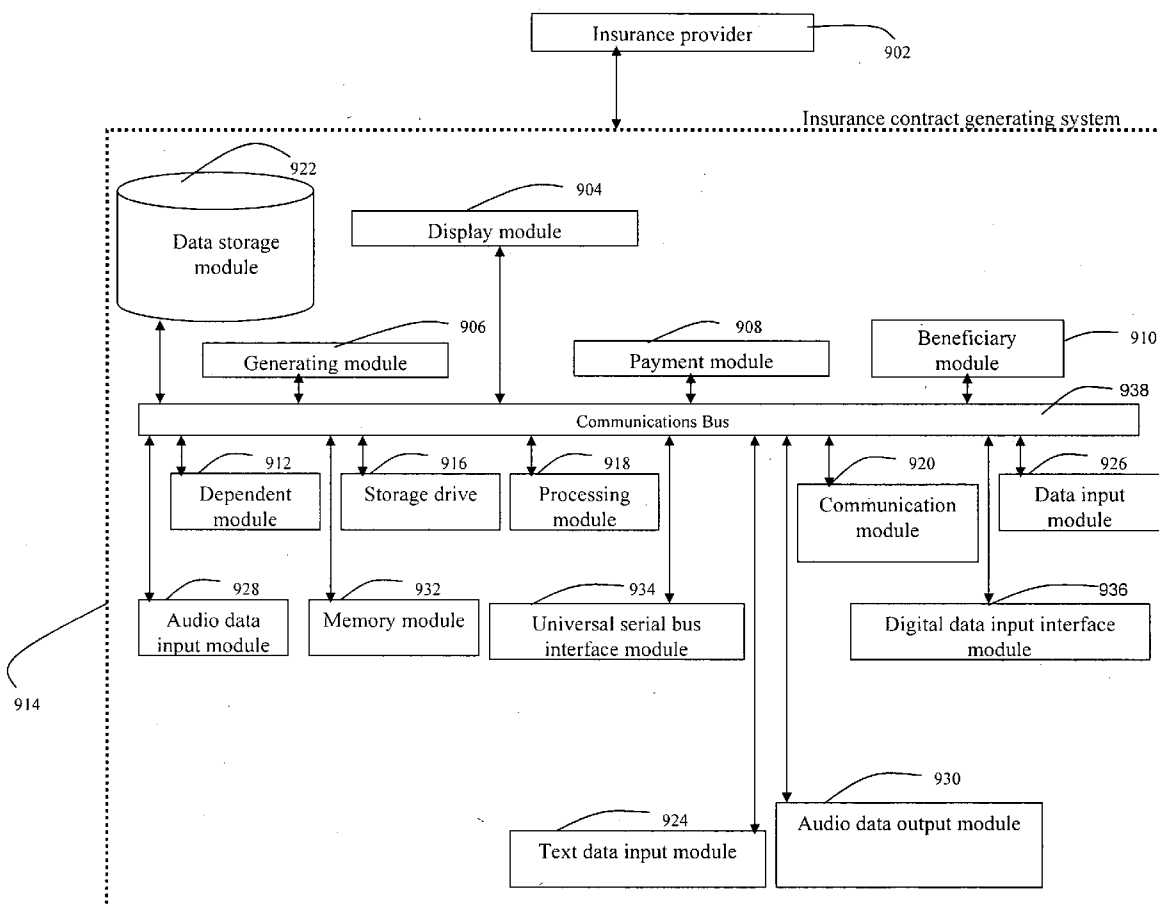 Insurance provider
902
Insurance contract generating system
922
904
Data storage
module
Display module
906
908
Generating module
Payment module
Beneficiary
module
910
938
Communications Bus
912
916
918
920
926
Dependent
module
Storage drive
Processing
module
Communication
module
Data input
module
928
932
934
936
Audio data
input module
Memory module
Universal serial bus
interface module
Digital data input interface
module
914
930
924
Audio data output module
Text data input module